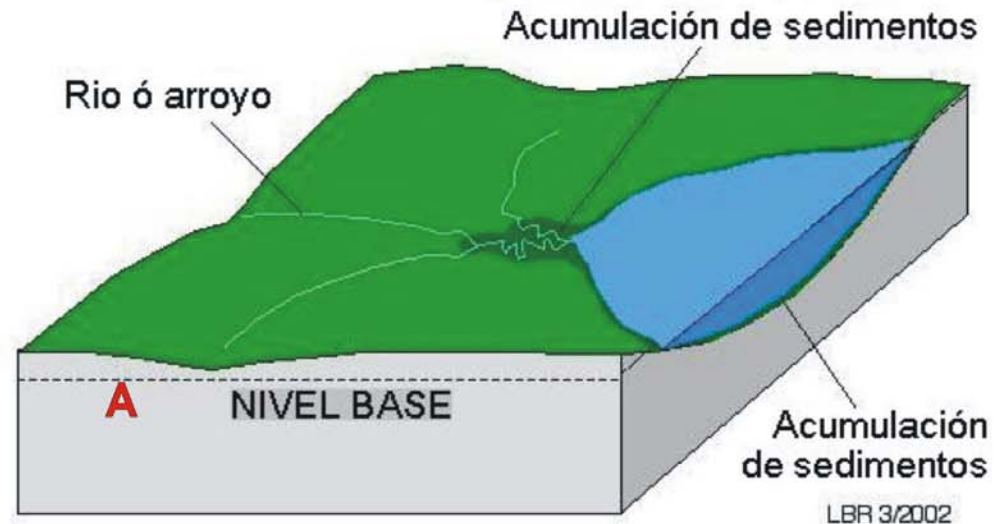 Acumulación de sedimentos
Rio ó arroyo
A
NIVEL BASE
Acumulación
de sedimentos
LBR 3/2002